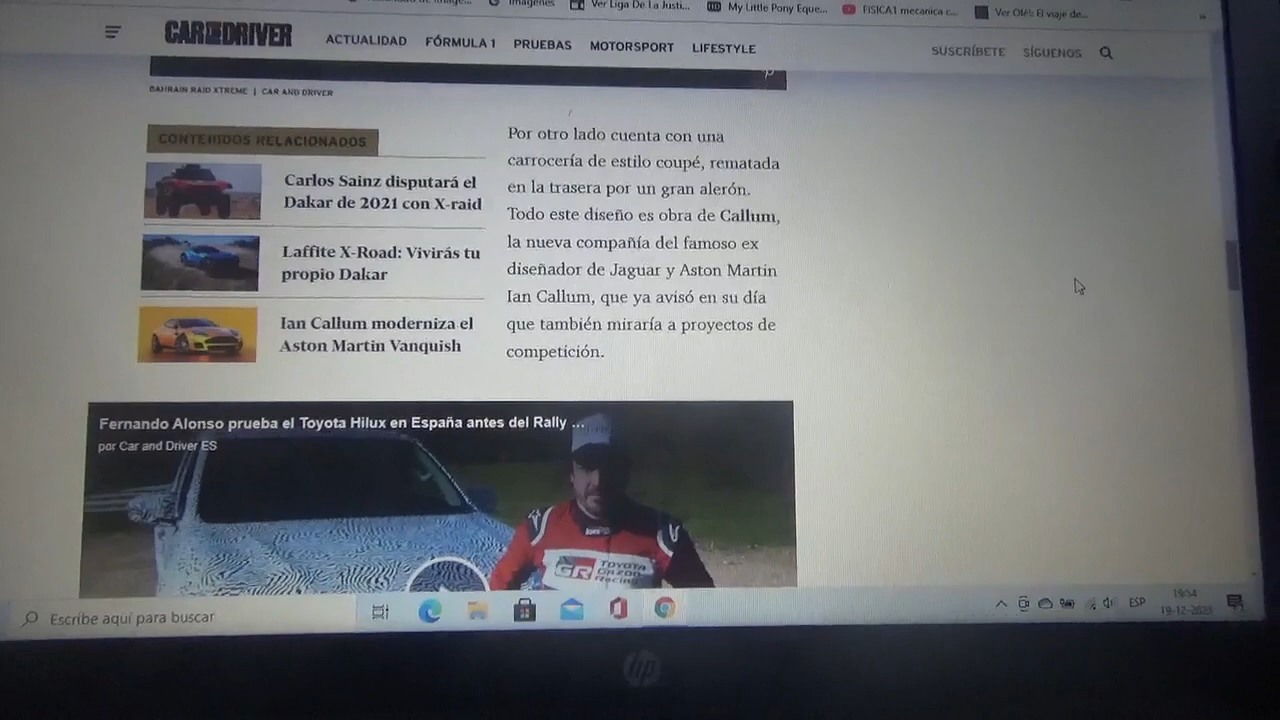 Imágenes
Ver Liga De La Justi...
My Little Pony Eque...
FISICA1 mecanica c...
Ver Olé!: El viaje de...
CAR AND DRIVER
ACTUALIDAD
FÓRMULA 1
PRUEBAS
MOTORSPORT
LIFESTYLE
SUSCRÍBETE
SÍGUENOS
BAHRAIN RAID XTREME | CAR AND DRIVER
CONTENIDOS RELACIONADOS
Carlos Sainz disputará el
Dakar de 2021 con X-raid
Laffite X-Road: Vivirás tu
propio Dakar
Ian Callum moderniza el
Aston Martin Vanquish
Por otro lado cuenta con una
carrocería de estilo coupé, rematada
en la trasera por un gran alerón.
Todo este diseño es obra de Callum,
la nueva compañía del famoso ex
diseñador de Jaguar y Aston Martin
Ian Callum, que ya avisó en su día
que también miraría a proyectos de
competición.
Fernando Alonso prueba el Toyota Hilux en España antes del Rally ...
por Car and Driver ES
GR TOYOTA
GAZOO
Racing
Escribe aquí para buscar
ESP
19:54
hp